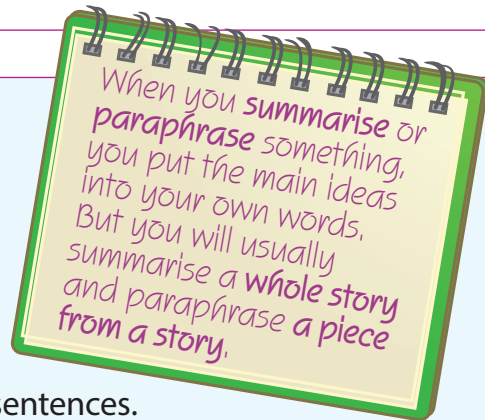 When you summarise or
paraphrase something,
you put the main ideas
into your own words.
But you will usually
summarise a whole story
and paraphrase a piece
from a story.
sentences.